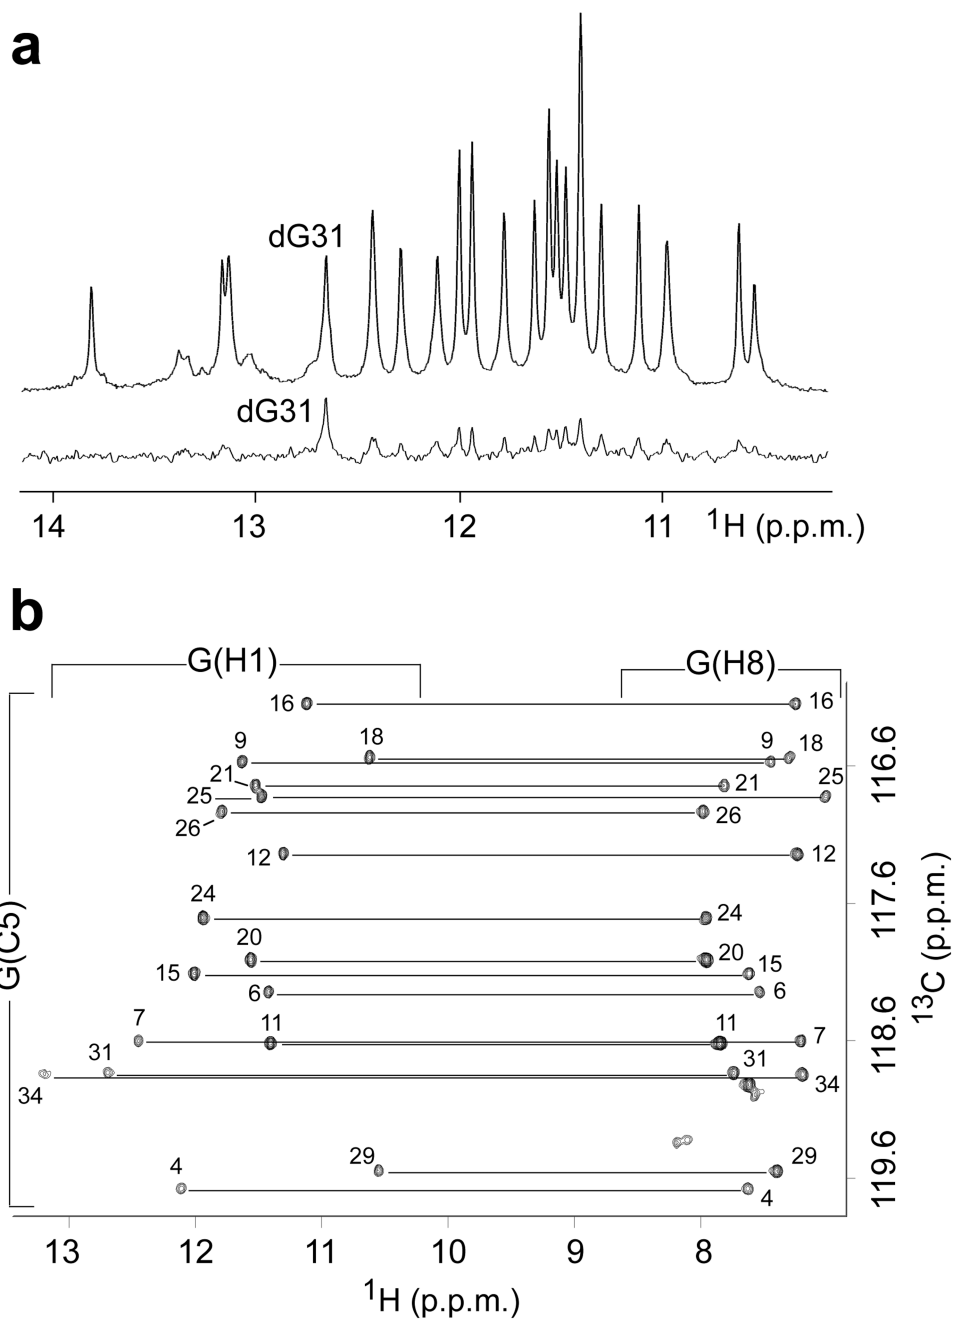 a
dG31
dG31
14 13 12 11 ¹H (p.p.m.)
b
G(H1) G(H8)
16 16
9 18 9 18
21 21 25
25
26 26
12 12
24 24
20 20
15 15
6 6
7 11 11 7
31 31
34 34
29 29
4 4
G(C5)
116.6
117.6
118.6
119.6
¹³C (p.p.m.)
13 12 11 10 9 8
¹H (p.p.m.)